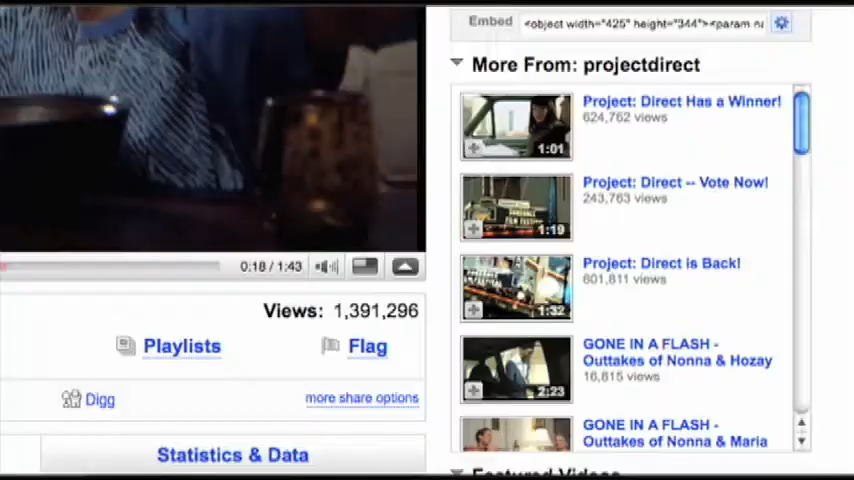 Embed <object width="425" height="344"><param na
More From: projectdirect
Project: Direct Has a Winner!
624,762 views
1:01
Project: Direct -- Vote Now!
243,763 views
1:19
Project: Direct is Back!
601,811 views
1:32
GONE IN A FLASH -
Outtakes of Nonna & Hozay
16,815 views
2:23
GONE IN A FLASH -
Outtakes of Nonna & Maria
0:18 / 1:43
Views: 1,391,296
Playlists
Flag
Digg
more share options
Statistics & Data
Featured Videos